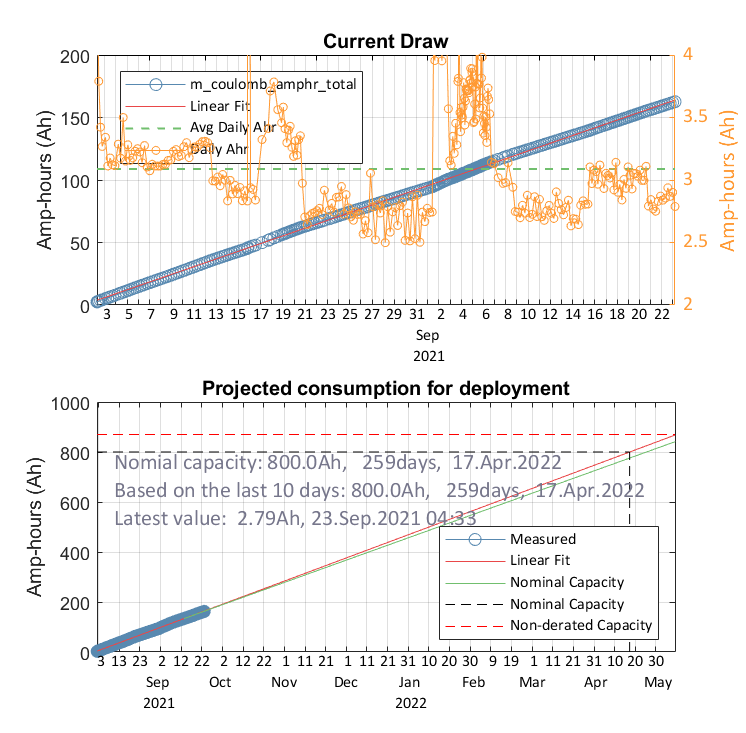 Current Draw
200
150
100
50
0
Amp-hours (Ah)
m_coulomb_amphr_total
Linear Fit
Avg Daily Ahr
Daily Ahr
4
3.5
3
2.5
2
Amp-hours (Ah)
3 5 7 9 11 13 15 17 19 21 23 25 27 29 31 2 4 6 8 10 12 14 16 18 20 22
Sep
2021
Projected consumption for deployment
1000
800
600
400
200
0
Amp-hours (Ah)
Nomial capacity: 800.0Ah, 259days, 17.Apr.2022
Based on the last 10 days: 800.0Ah, 259days, 17.Apr.2022
Latest value: 2.79Ah, 23.Sep.2021 04:33
Measured
Linear Fit
Nominal Capacity
Nominal Capacity
Non-derated Capacity
3 13 23 2 12 22 2 12 22 1 11 21 1 11 21 31 10 20 30 9 19 1 11 21 31 10 20 30
Sep Oct Nov Dec Jan Feb Mar Apr May
2021 2022